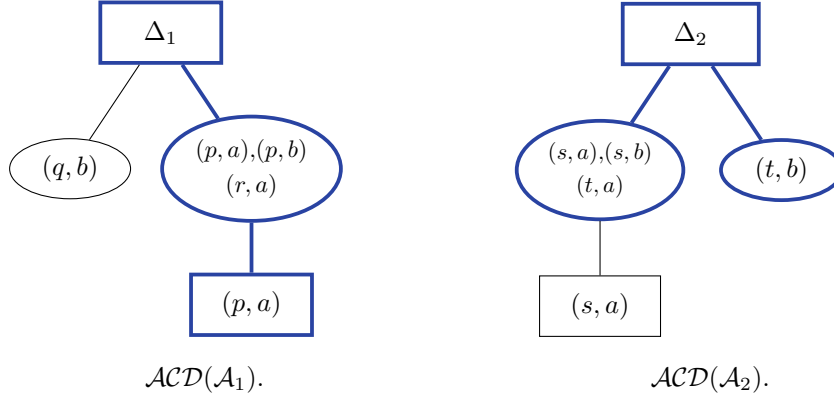 Δ₁
Δ₂
(q, b)
(p, a),(p, b)
(r, a)
(s, a),(s, b)
(t, a)
(t, b)
(p, a)
(s, a)
𝒜𝒞𝒟(𝒜₁).
𝒜𝒞𝒟(𝒜₂).